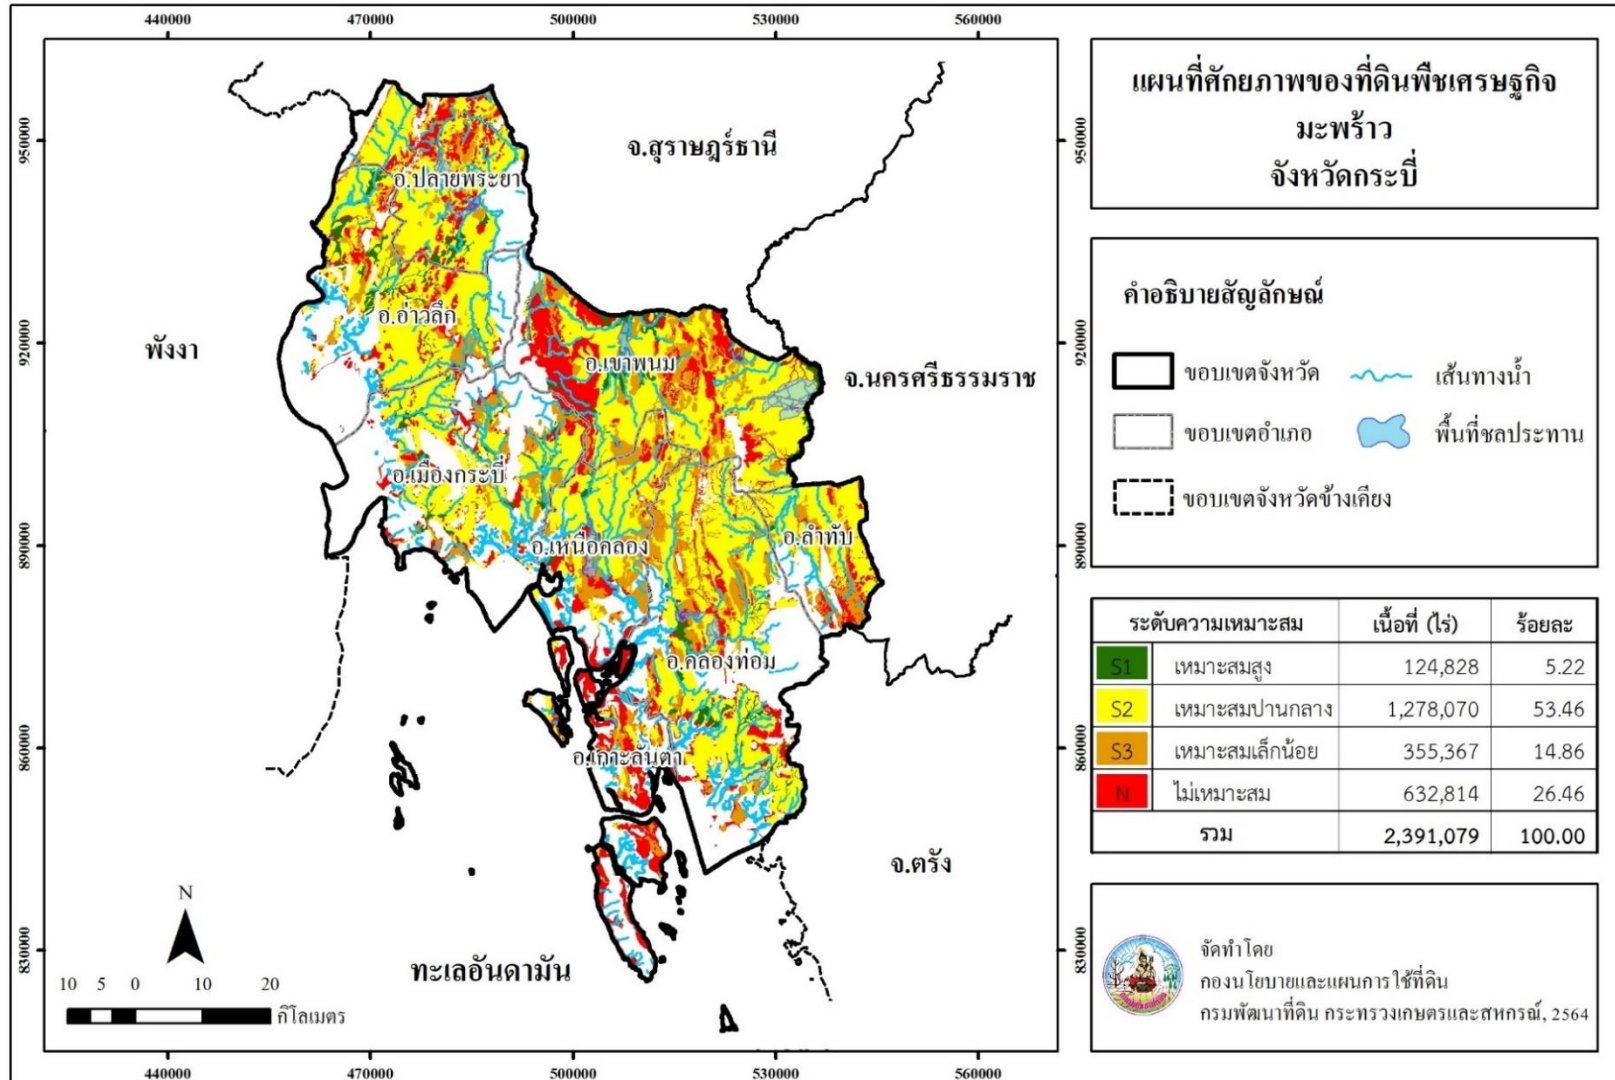 440000 470000 500000 530000 560000
แผนที่ศักยภาพของที่ดินพืชเศรษฐกิจ
มะพร้าว
จังหวัดกระบี่
950000 950000
จ.สุราษฎร์ธานี
อ.ปลายพระยา
คำอธิบายสัญลักษณ์
อ.อ่าวลึก
พังงา
920000 920000
อ.เขาพนม
จ.นครศรีธรรมราช
ขอบเขตจังหวัด เส้นทางน้ำ
ขอบเขตอำเภอ พื้นที่ชลประทาน
ขอบเขตจังหวัดข้างเคียง
อ.เมืองกระบี่
อ.เหนือคลอง
อ.ลำทับ
890000 890000
อ.คลองท่อม
อ.เกาะลันตา
860000 860000
ระดับความเหมาะสม เนื้อที่ (ไร่) ร้อยละ
S1 เหมาะสมสูง 124,828 5.22
S2 เหมาะสมปานกลาง 1,278,070 53.46
S3 เหมาะสมเล็กน้อย 355,367 14.86
N ไม่เหมาะสม 632,814 26.46
รวม 2,391,079 100.00
จ.ตรัง
N
ทะเลอันดามัน
830000 830000
10 5 0 10 20
กิโลเมตร
จัดทำโดย
กองนโยบายและแผนการใช้ที่ดิน
กรมพัฒนาที่ดิน กระทรวงเกษตรและสหกรณ์, 2564
440000 470000 500000 530000 560000